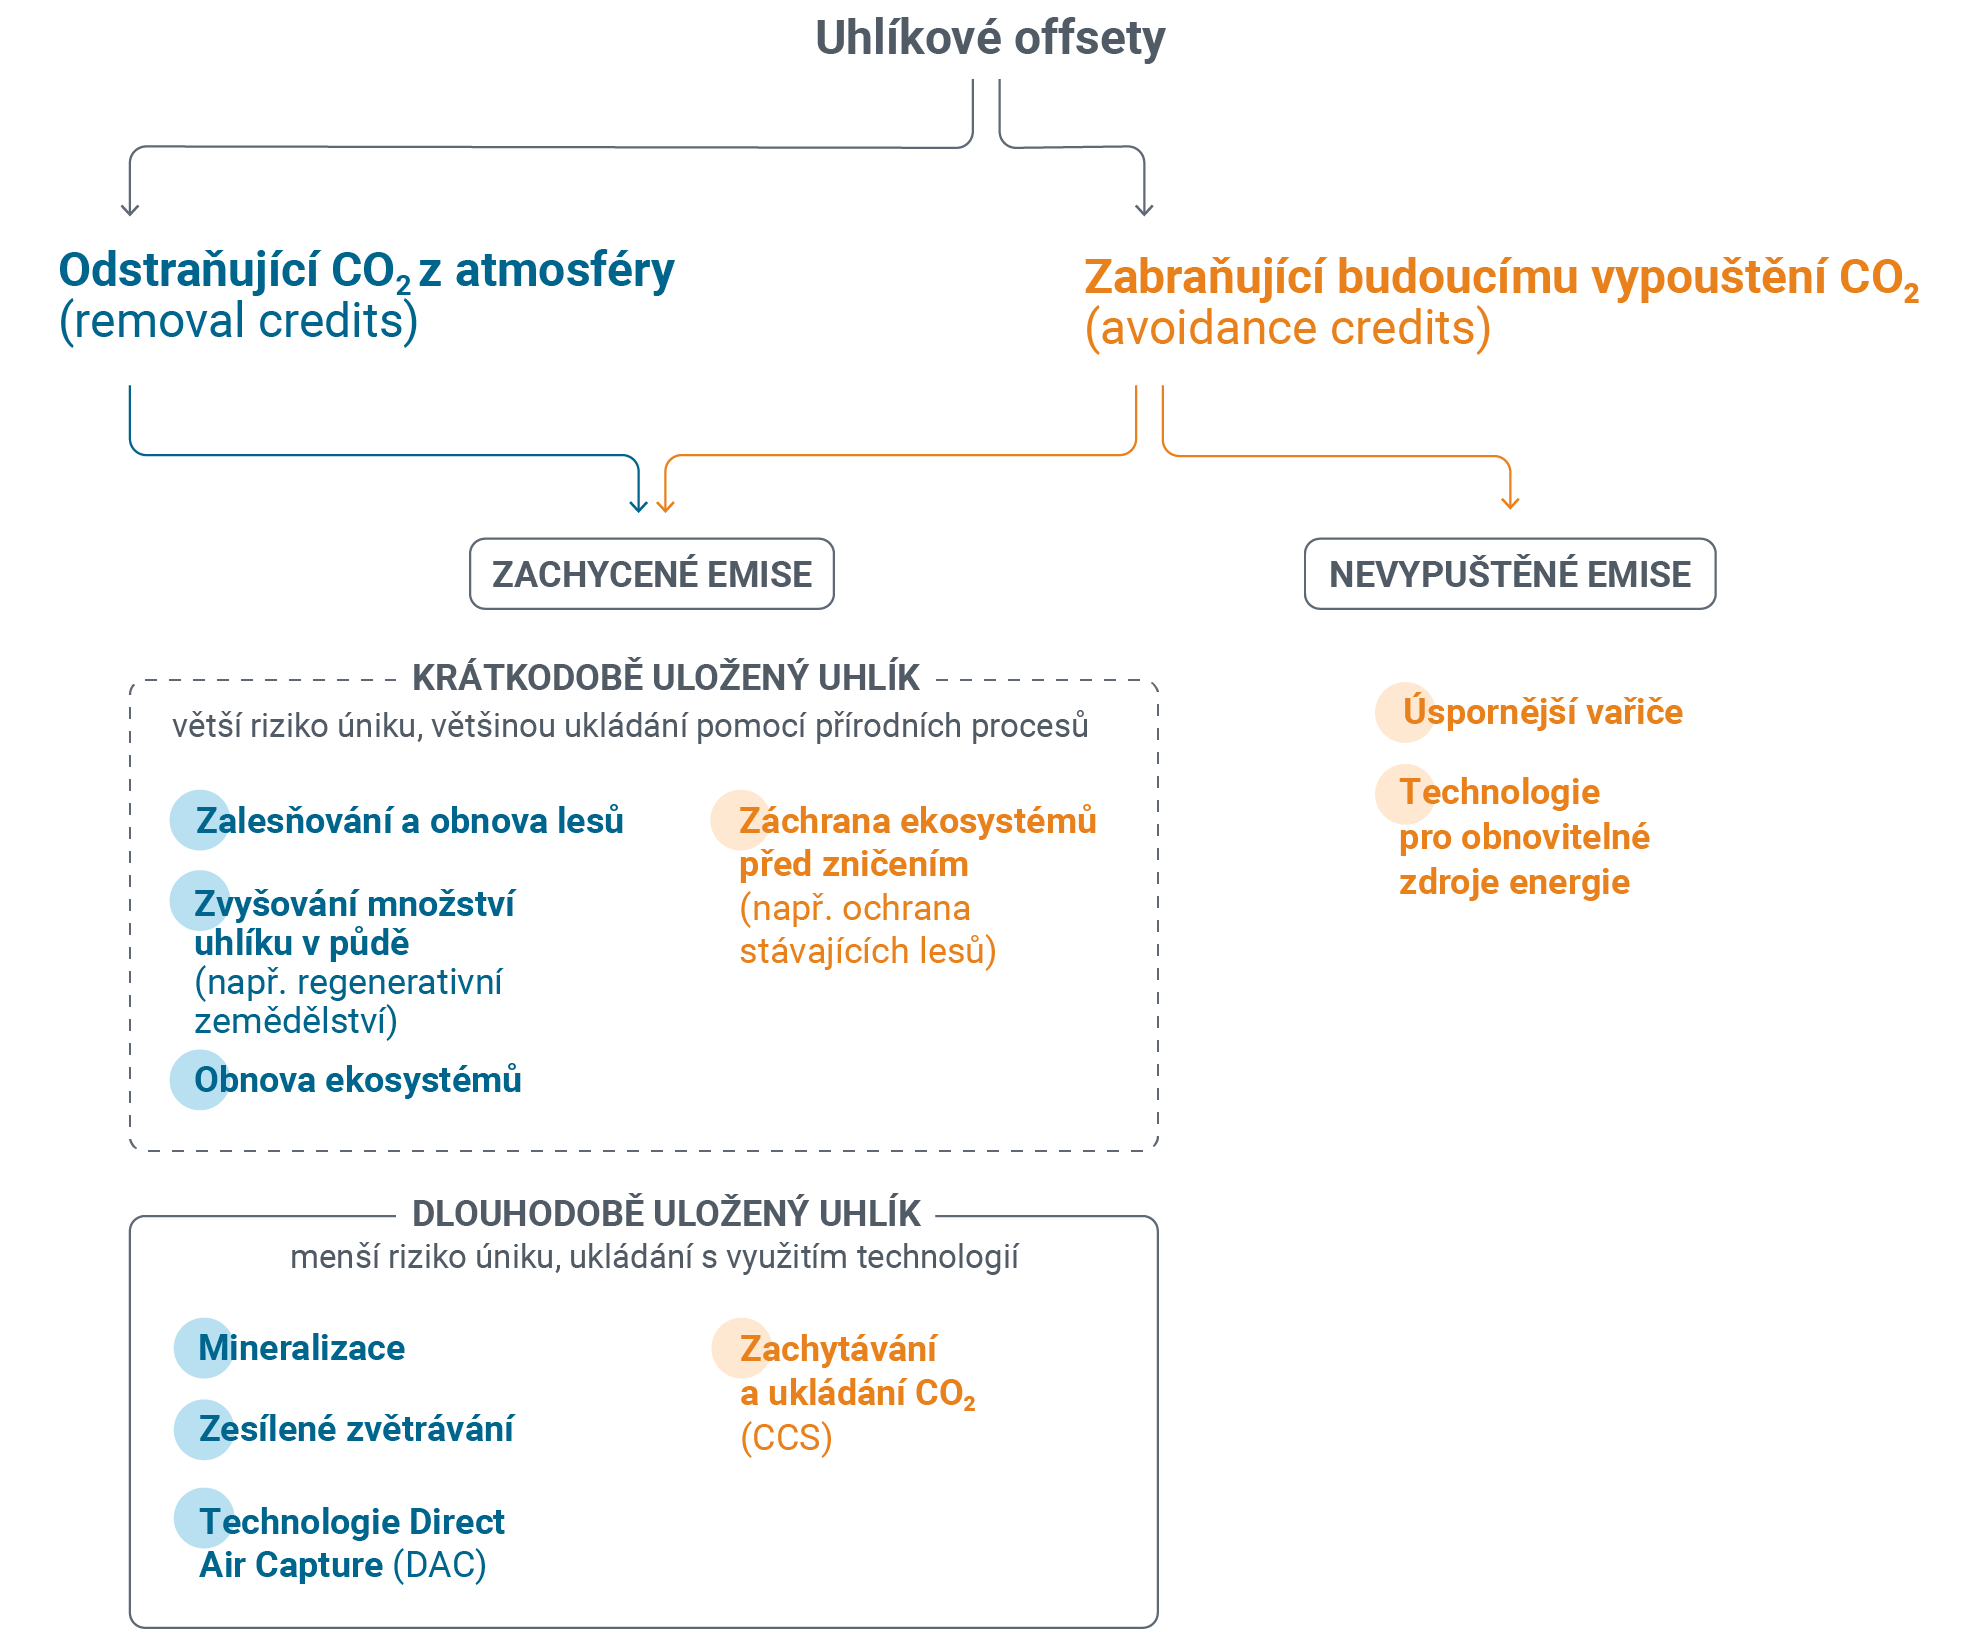 Uhlíkové offsety
Odstraňující CO₂ z atmosféry
(removal credits)
Zabraňující budoucímu vypouštění CO₂
(avoidance credits)
ZACHYCENÉ EMISE
NEVYPUŠTĚNÉ EMISE
KRÁTKODOBĚ ULOŽENÝ UHLÍK
větší riziko úniku, většinou ukládání pomocí přírodních procesů
Zalesňování a obnova lesů
Zvyšování množství
uhlíku v půdě
(např. regenerativní
zemědělství)
Obnova ekosystémů
Záchrana ekosystémů
před zničením
(např. ochrana
stávajících lesů)
Úspornější vařiče
Technologie
pro obnovitelné
zdroje energie
DLOUHODOBĚ ULOŽENÝ UHLÍK
menší riziko úniku, ukládání s využitím technologií
Mineralizace
Zesílené zvětrávání
Technologie Direct
Air Capture (DAC)
Zachytávání
a ukládání CO₂
(CCS)